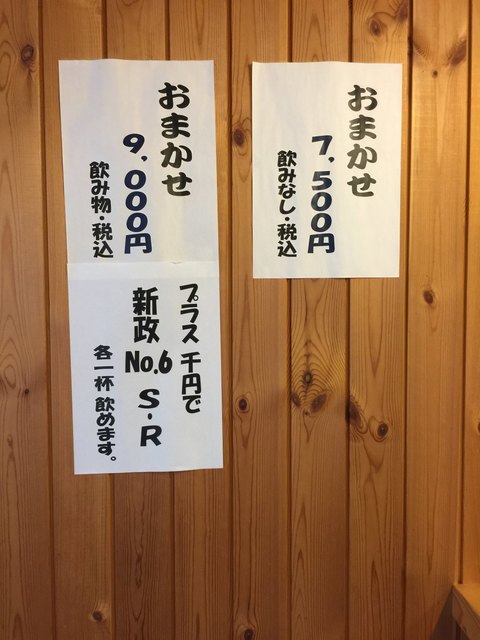 おまかせ
7,500円
飲みなし・税込
おまかせ
9,000円
飲み物・税込
プラス千円で
新政 No.6 S-R
各一杯 飲めます。